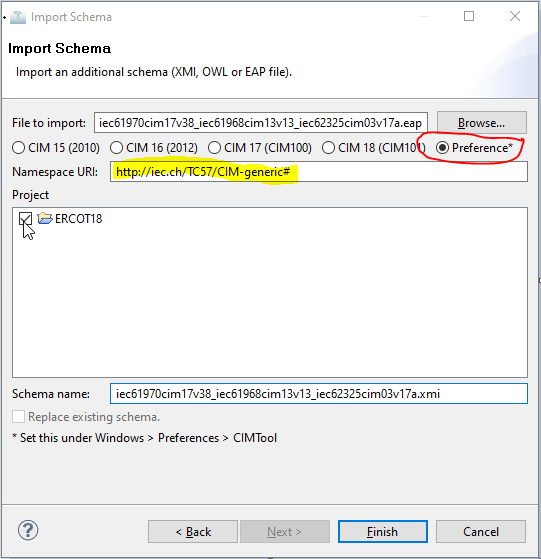 Import Schema
Import Schema
Import an additional schema (XMI, OWL or EAP file).
File to import: iec61970cim17v38_iec61968cim13v13_iec62325cim03v17a.eap Browse...
CIM 15 (2010) CIM 16 (2012) CIM 17 (CIM100) CIM 18 (CIM101) Preference*
Namespace URI: http://iec.ch/TC57/CIM-generic#
Project
ERCOT18
Schema name: iec61970cim17v38_iec61968cim13v13_iec62325cim03v17a.xmi
Replace existing schema.
* Set this under Windows > Preferences > CIMTool
? < Back Next > Finish Cancel